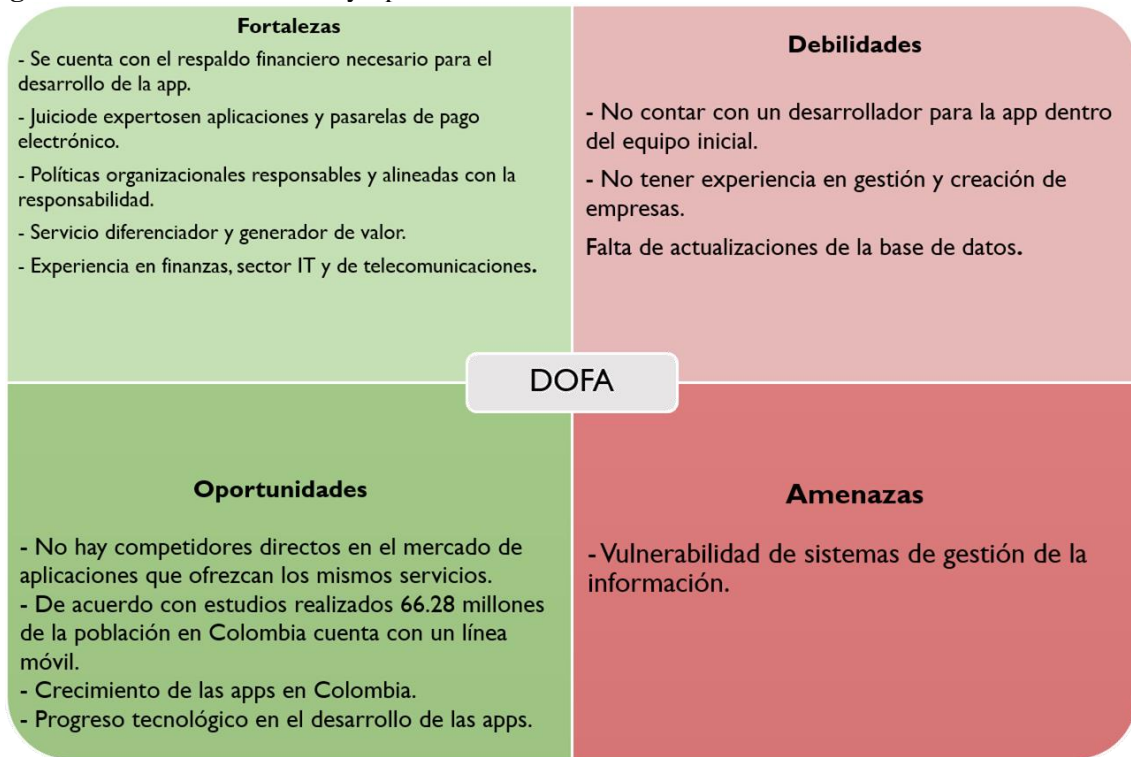 Fortalezas
- Se cuenta con el respaldo financiero necesario para el
desarrollo de la app.
- Juiciode expertosen aplicaciones y pasarelas de pago
electrónico.
- Políticas organizacionales responsables y alineadas con la
responsabilidad.
- Servicio diferenciador y generador de valor.
- Experiencia en finanzas, sector IT y de telecomunicaciones.
Debilidades
- No contar con un desarrollador para la app dentro
del equipo inicial.
- No tener experiencia en gestión y creación de
empresas.
Falta de actualizaciones de la base de datos.
DOFA
Oportunidades
- No hay competidores directos en el mercado de
aplicaciones que ofrezcan los mismos servicios.
- De acuerdo con estudios realizados 66.28 millones
de la población en Colombia cuenta con un línea
móvil.
- Crecimiento de las apps en Colombia.
- Progreso tecnológico en el desarrollo de las apps.
Amenazas
- Vulnerabilidad de sistemas de gestión de la
información.